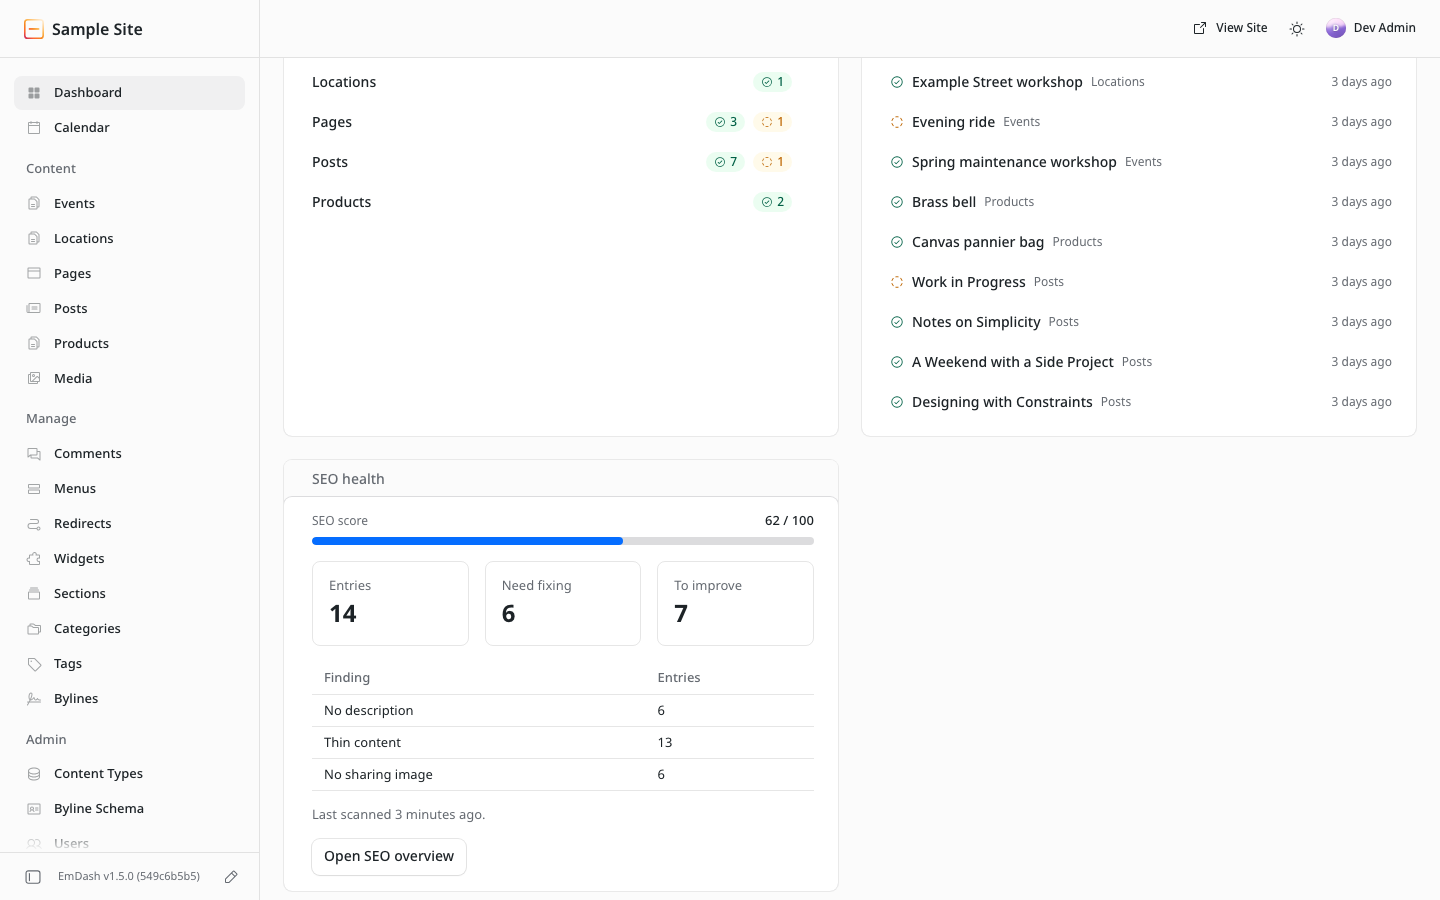 Sample Site
View Site
Dev Admin
Dashboard
Calendar
Content
Events
Locations
Pages
Posts
Products
Media
Manage
Comments
Menus
Redirects
Widgets
Sections
Categories
Tags
Bylines
Admin
Content Types
Byline Schema
Users
EmDash v1.5.0 (549c6b5b5)
Locations 1
Pages 3 1
Posts 7 1
Products 2
Example Street workshop Locations 3 days ago
Evening ride Events 3 days ago
Spring maintenance workshop Events 3 days ago
Brass bell Products 3 days ago
Canvas pannier bag Products 3 days ago
Work in Progress Posts 3 days ago
Notes on Simplicity Posts 3 days ago
A Weekend with a Side Project Posts 3 days ago
Designing with Constraints Posts 3 days ago
SEO health
SEO score 62 / 100
Entries Need fixing To improve
14 6 7
Finding Entries
No description 6
Thin content 13
No sharing image 6
Last scanned 3 minutes ago.
Open SEO overview